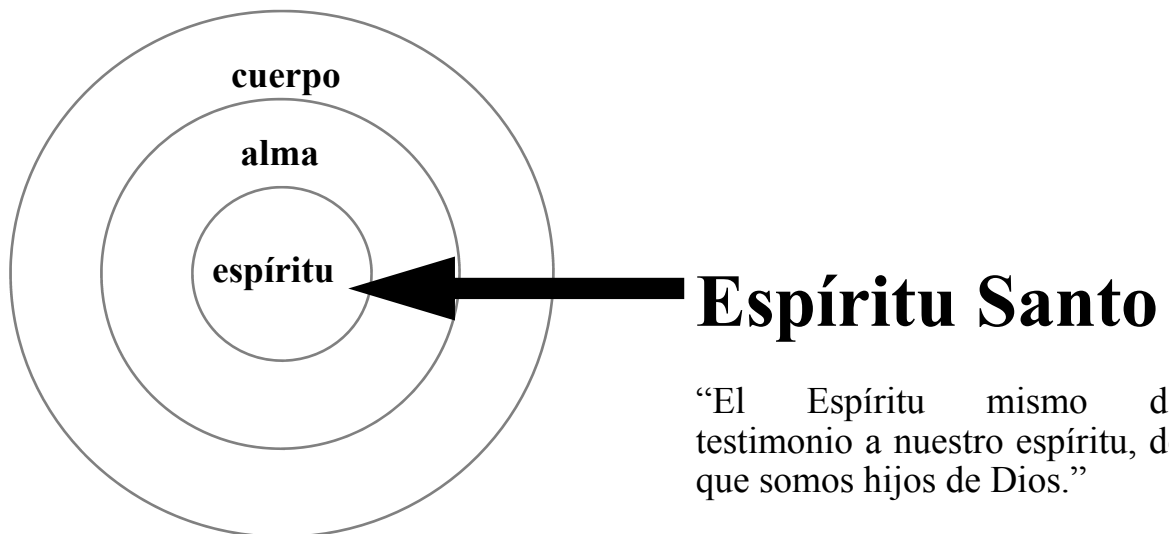 cuerpo
alma
espíritu
Espíritu Santo
“El Espíritu mismo
testimonio a nuestro espíritu,
que somos hijos de Dios.”